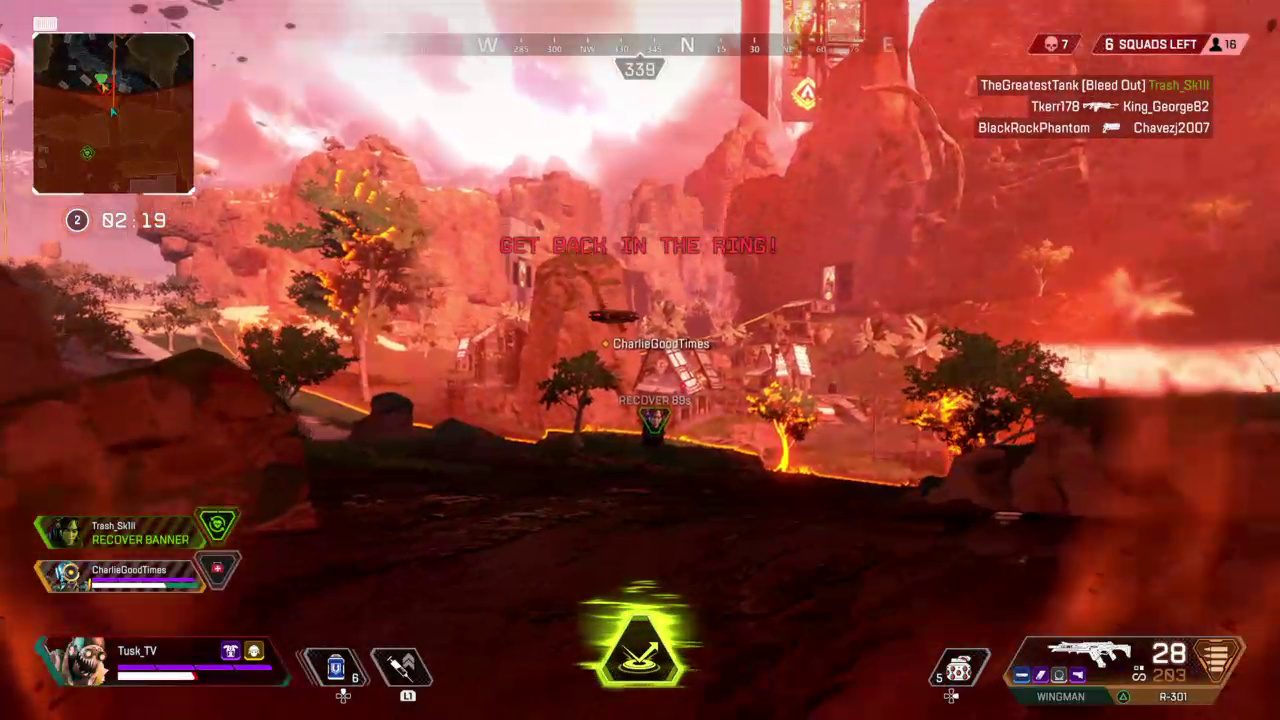 W 285 300 NW 330 345 N 15 30 NE 60 75 E
339
7
6 SQUADS LEFT 16
TheGreatestTank [Bleed Out] Trash_Sk1ll
Tkerr178 King_George82
BlackRockPhantom Chavezj2007
2 02:19
GET BACK IN THE RING!
CharlieGoodTimes
RECOVER 89s
Trash_Sk1ll
RECOVER BANNER
CharlieGoodTimes
Tusk_TV
6
L1
5
28
203
WINGMAN R-301